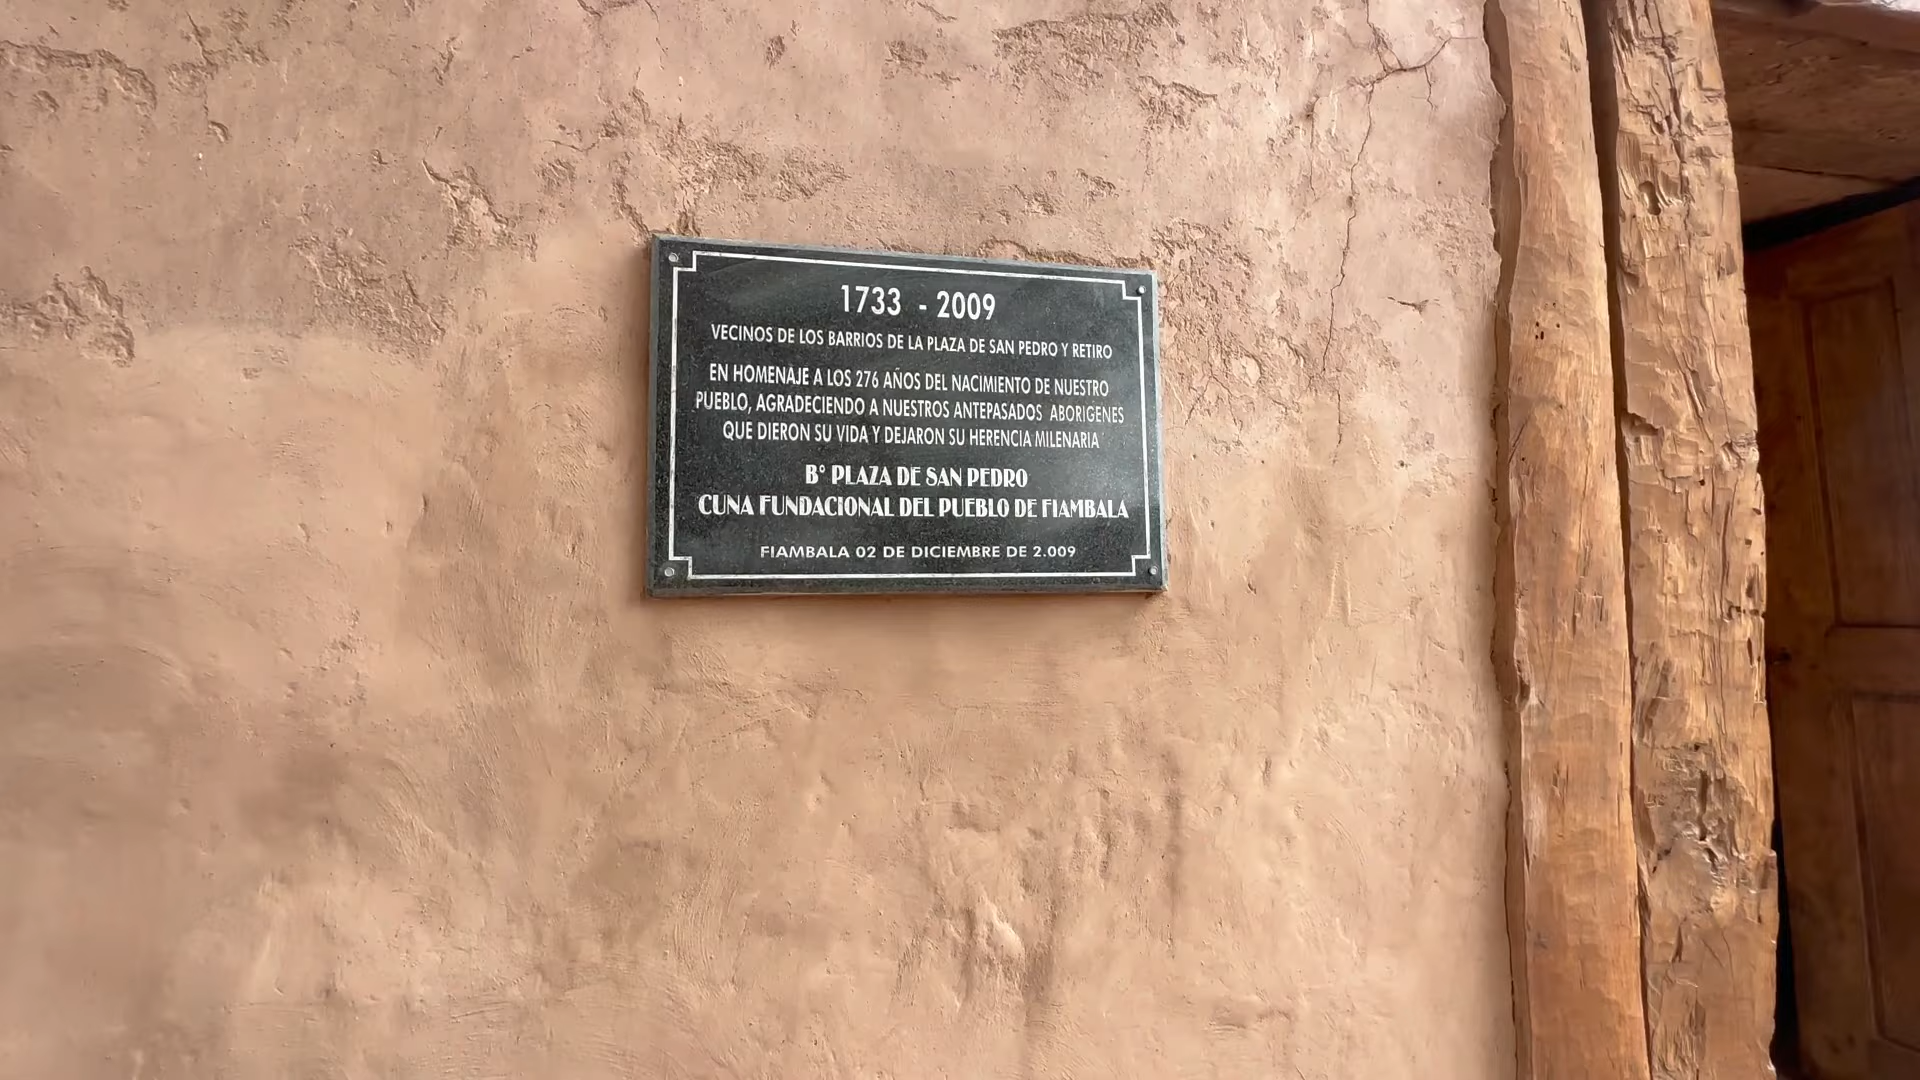 1733 - 2009
VECINOS DE LOS BARRIOS DE LA PLAZA DE SAN PEDRO Y RETIRO
EN HOMENAJE A LOS 276 AÑOS DEL NACIMIENTO DE NUESTRO
PUEBLO, AGRADECIENDO A NUESTROS ANTEPASADOS ABORIGENES
QUE DIERON SU VIDA Y DEJARON SU HERENCIA MILENARIA
B° PLAZA DE SAN PEDRO
CUNA FUNDACIONAL DEL PUEBLO DE FIAMBALA
FIAMBALA 02 DE DICIEMBRE DE 2.009